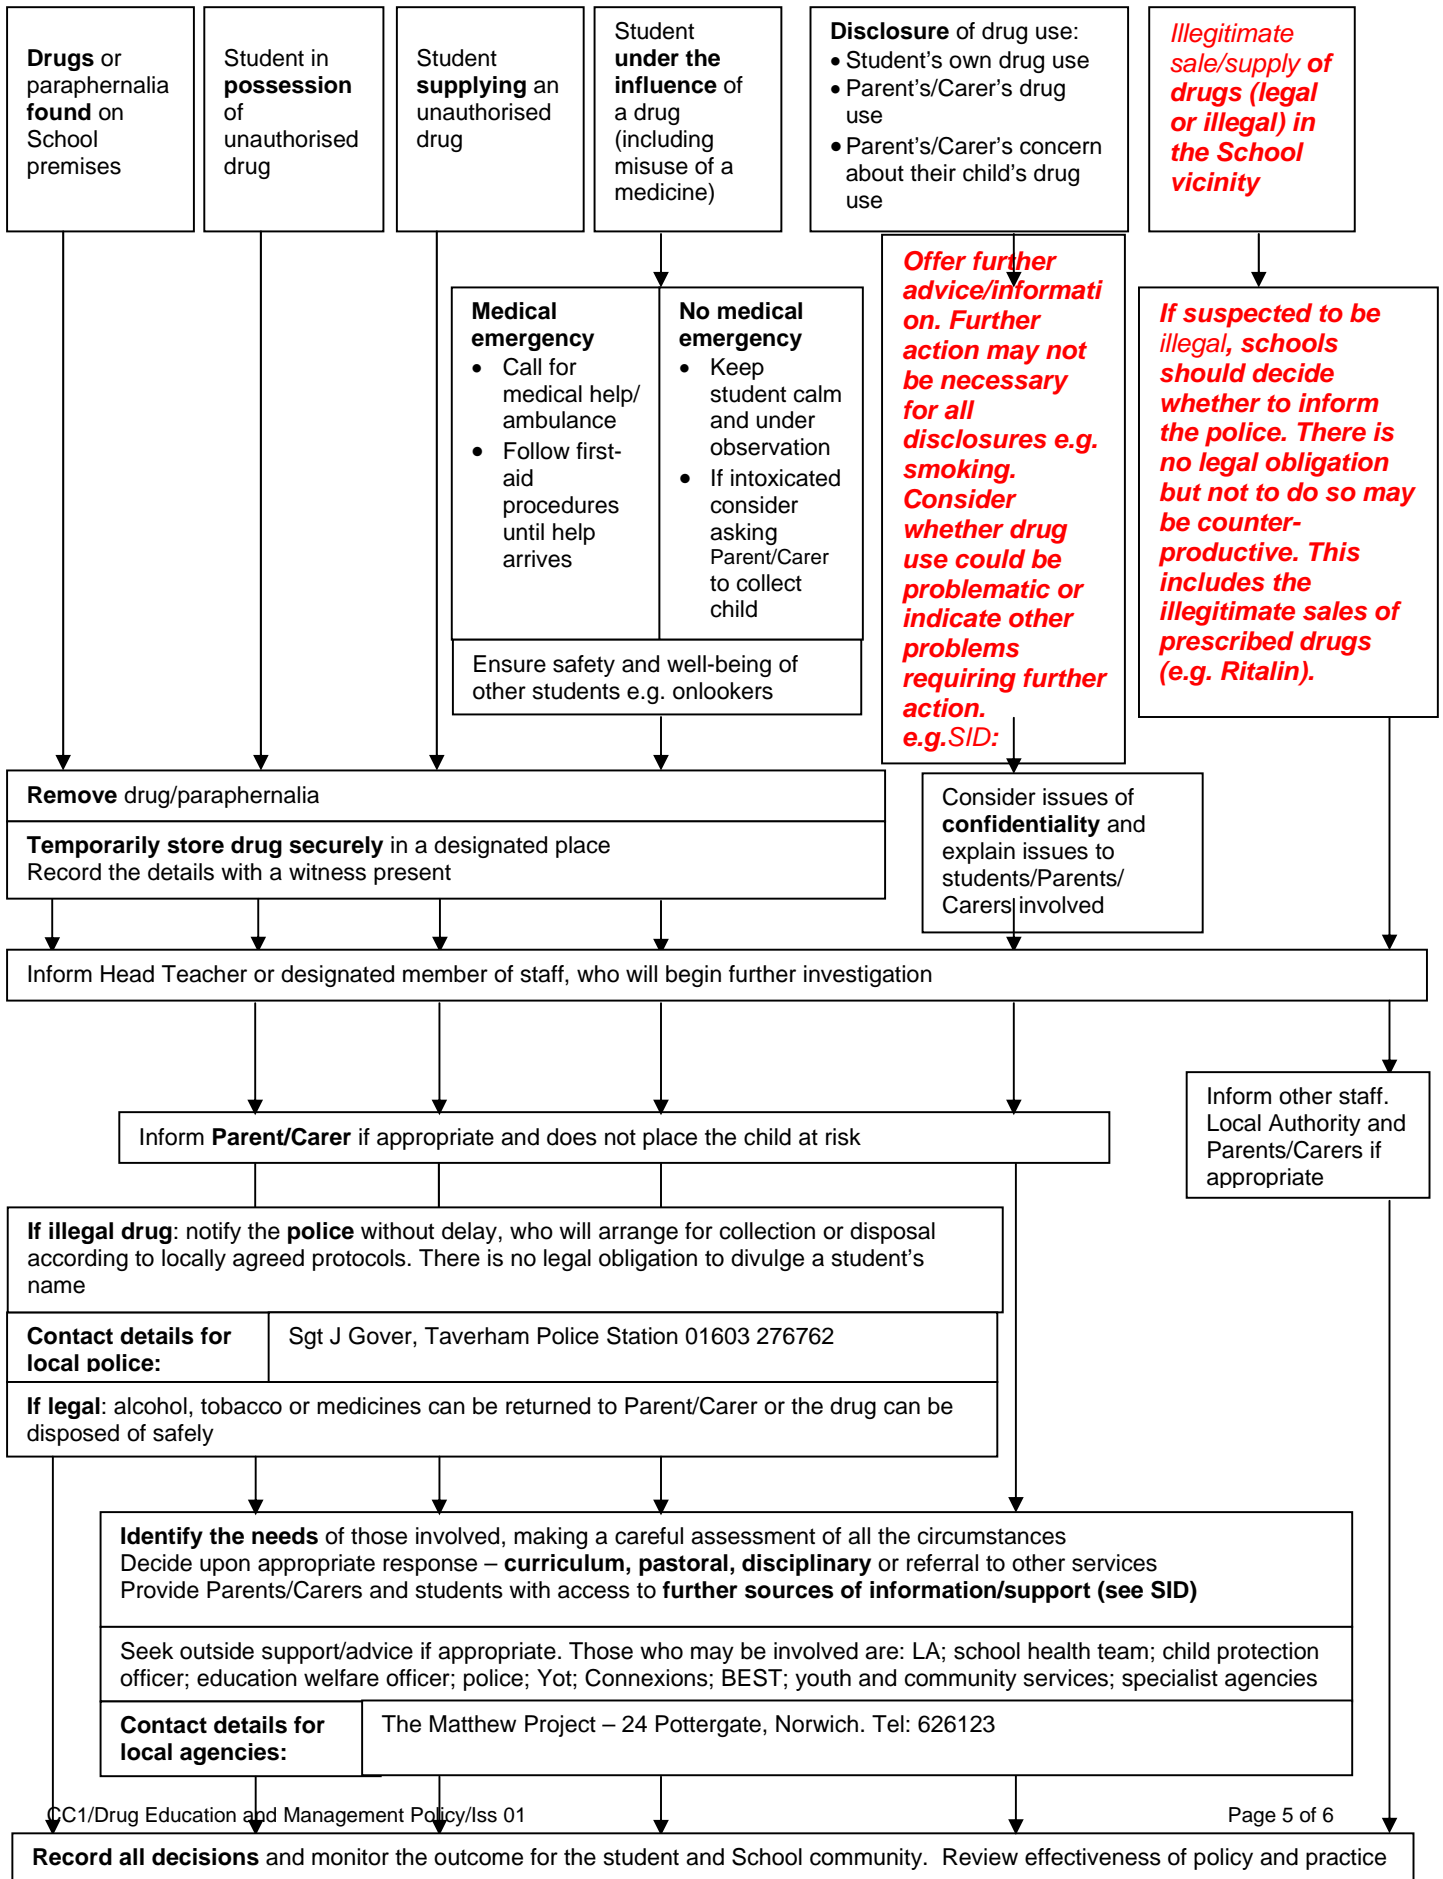 Drugs or
paraphernalia
found on
School
premises
Student in
possession
of
unauthorised
drug
Student
supplying an
unauthorised
drug
Student
under the
influence of
a drug
(including
misuse of a
medicine)
Disclosure of drug use:
• Student’s own drug use
• Parent’s/Carer’s drug
use
• Parent’s/Carer’s concern
about their child’s drug
use
Illegitimate
sale/supply of
drugs (legal
or illegal) in
the School
vicinity
Medical
emergency
• Call for
medical help/
ambulance
• Follow first-
aid
procedures
until help
arrives
No medical
emergency
• Keep
student calm
and under
observation
• If intoxicated
consider
asking
Parent/Carer
to collect
child
Ensure safety and well-being of
other students e.g. onlookers
Offer further
advice/informati
on. Further
action may not
be necessary
for all
disclosures e.g.
smoking.
Consider
whether drug
use could be
problematic or
indicate other
problems
requiring further
action.
e.g.SID:
If suspected to be
illegal, schools
should decide
whether to inform
the police. There is
no legal obligation
but not to do so may
be counter-
productive. This
includes the
illegitimate sales of
prescribed drugs
(e.g. Ritalin).
Remove drug/paraphernalia
Temporarily store drug securely in a designated place
Record the details with a witness present
Consider issues of
confidentiality and
explain issues to
students/Parents/
Carers involved
Inform Head Teacher or designated member of staff, who will begin further investigation
Inform Parent/Carer if appropriate and does not place the child at risk
Inform other staff.
Local Authority and
Parents/Carers if
appropriate
If illegal drug: notify the police without delay, who will arrange for collection or disposal
according to locally agreed protocols. There is no legal obligation to divulge a student’s
name
Contact details for
local police:
Sgt J Gover, Taverham Police Station 01603 276762
If legal: alcohol, tobacco or medicines can be returned to Parent/Carer or the drug can be
disposed of safely
Identify the needs of those involved, making a careful assessment of all the circumstances
Decide upon appropriate response – curriculum, pastoral, disciplinary or referral to other services
Provide Parents/Carers and students with access to further sources of information/support (see SID)
Seek outside support/advice if appropriate. Those who may be involved are: LA; school health team; child protection
officer; education welfare officer; police; Yot; Connexions; BEST; youth and community services; specialist agencies
Contact details for
local agencies:
The Matthew Project – 24 Pottergate, Norwich. Tel: 626123
CC1/Drug Education and Management Policy/Iss 01
Page 5 of 6
Record all decisions and monitor the outcome for the student and School community. Review effectiveness of policy and practice